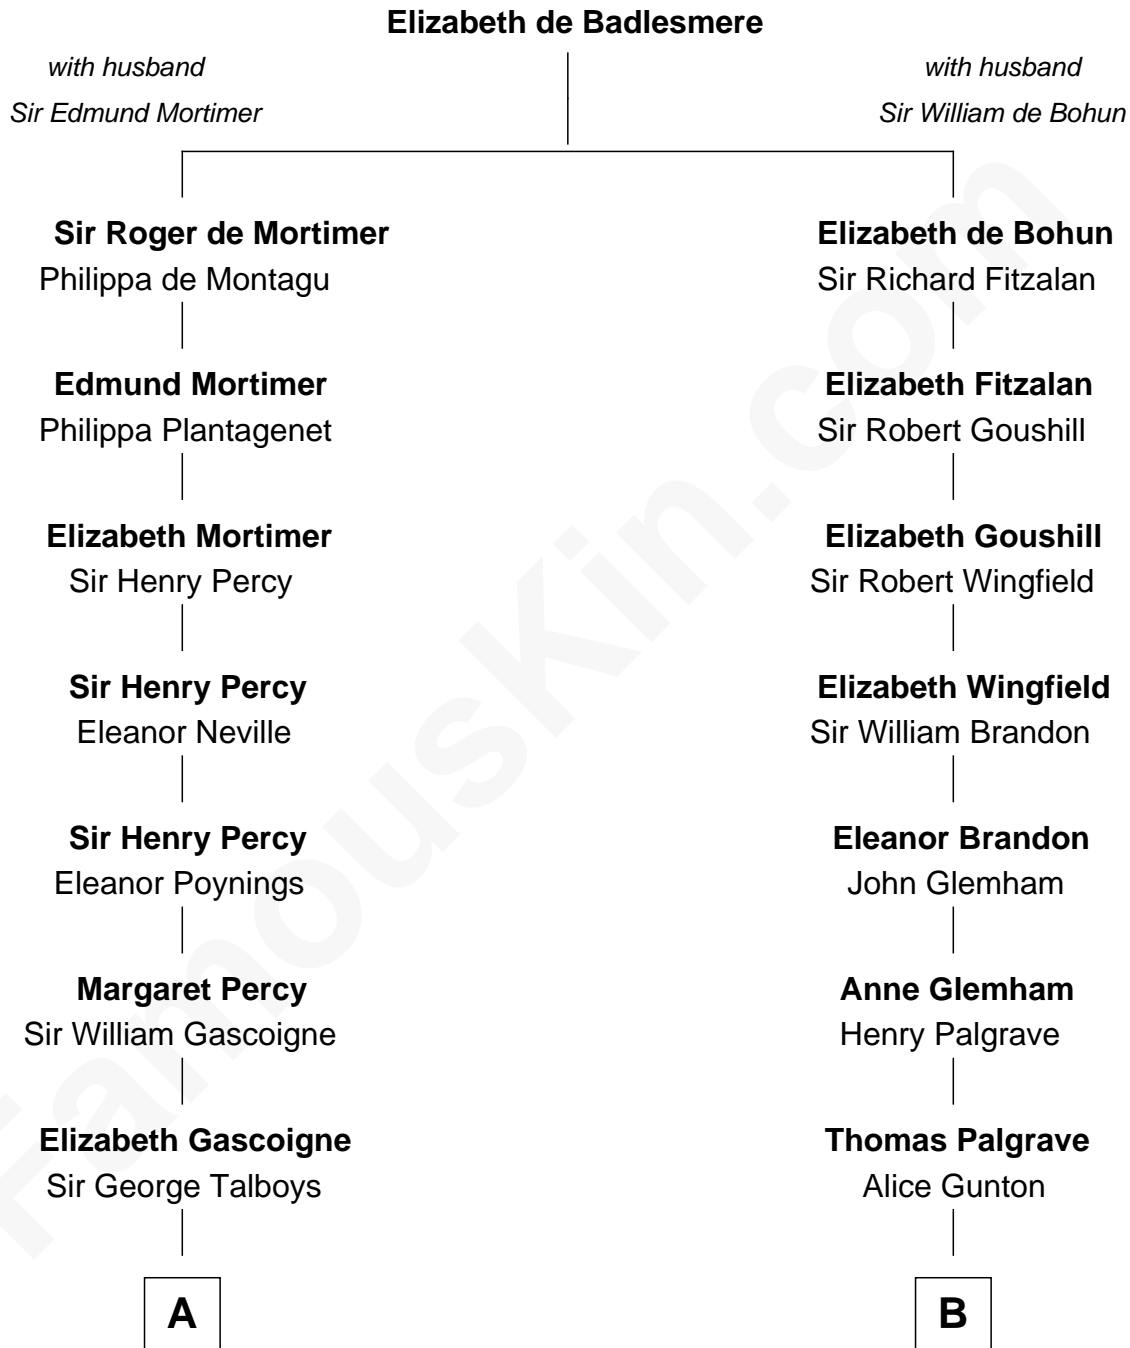 Elizabeth de Badlesmere
with husband
Sir Edmund Mortimer
with husband
Sir William de Bohun
Sir Roger de Mortimer
Philippa de Montagu
Edmund Mortimer
Philippa Plantagenet
Elizabeth Mortimer
Sir Henry Percy
Sir Henry Percy
Eleanor Neville
Sir Henry Percy
Eleanor Poynings
Margaret Percy
Sir William Gascoigne
Elizabeth Gascoigne
Sir George Talboys
A
Elizabeth de Bohun
Sir Richard Fitzalan
Elizabeth Fitzalan
Sir Robert Goushill
Elizabeth Goushill
Sir Robert Wingfield
Elizabeth Wingfield
Sir William Brandon
Eleanor Brandon
John Glemham
Anne Glemham
Henry Palgrave
Thomas Palgrave
Alice Gunton
B
FamousKin.com